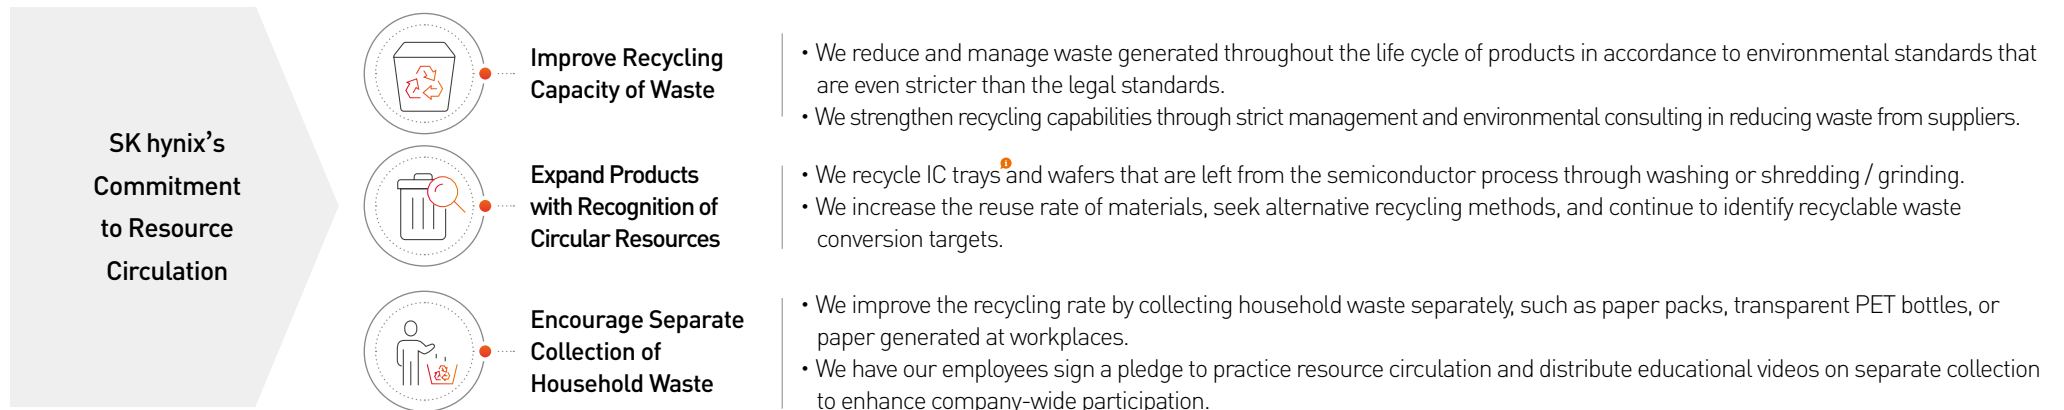 SK hynix’s
Commitment
to Resource
Circulation
Improve Recycling
Capacity of Waste
• We reduce and manage waste generated throughout the life cycle of products in accordance to environmental standards that
are even stricter than the legal standards.
• We strengthen recycling capabilities through strict management and environmental consulting in reducing waste from suppliers.
Expand Products
with Recognition of
Circular Resources
• We recycle IC trays and wafers that are left from the semiconductor process through washing or shredding / grinding.
• We increase the reuse rate of materials, seek alternative recycling methods, and continue to identify recyclable waste
conversion targets.
Encourage Separate
Collection of
Household Waste
• We improve the recycling rate by collecting household waste separately, such as paper packs, transparent PET bottles, or
paper generated at workplaces.
• We have our employees sign a pledge to practice resource circulation and distribute educational videos on separate collection
to enhance company-wide participation.